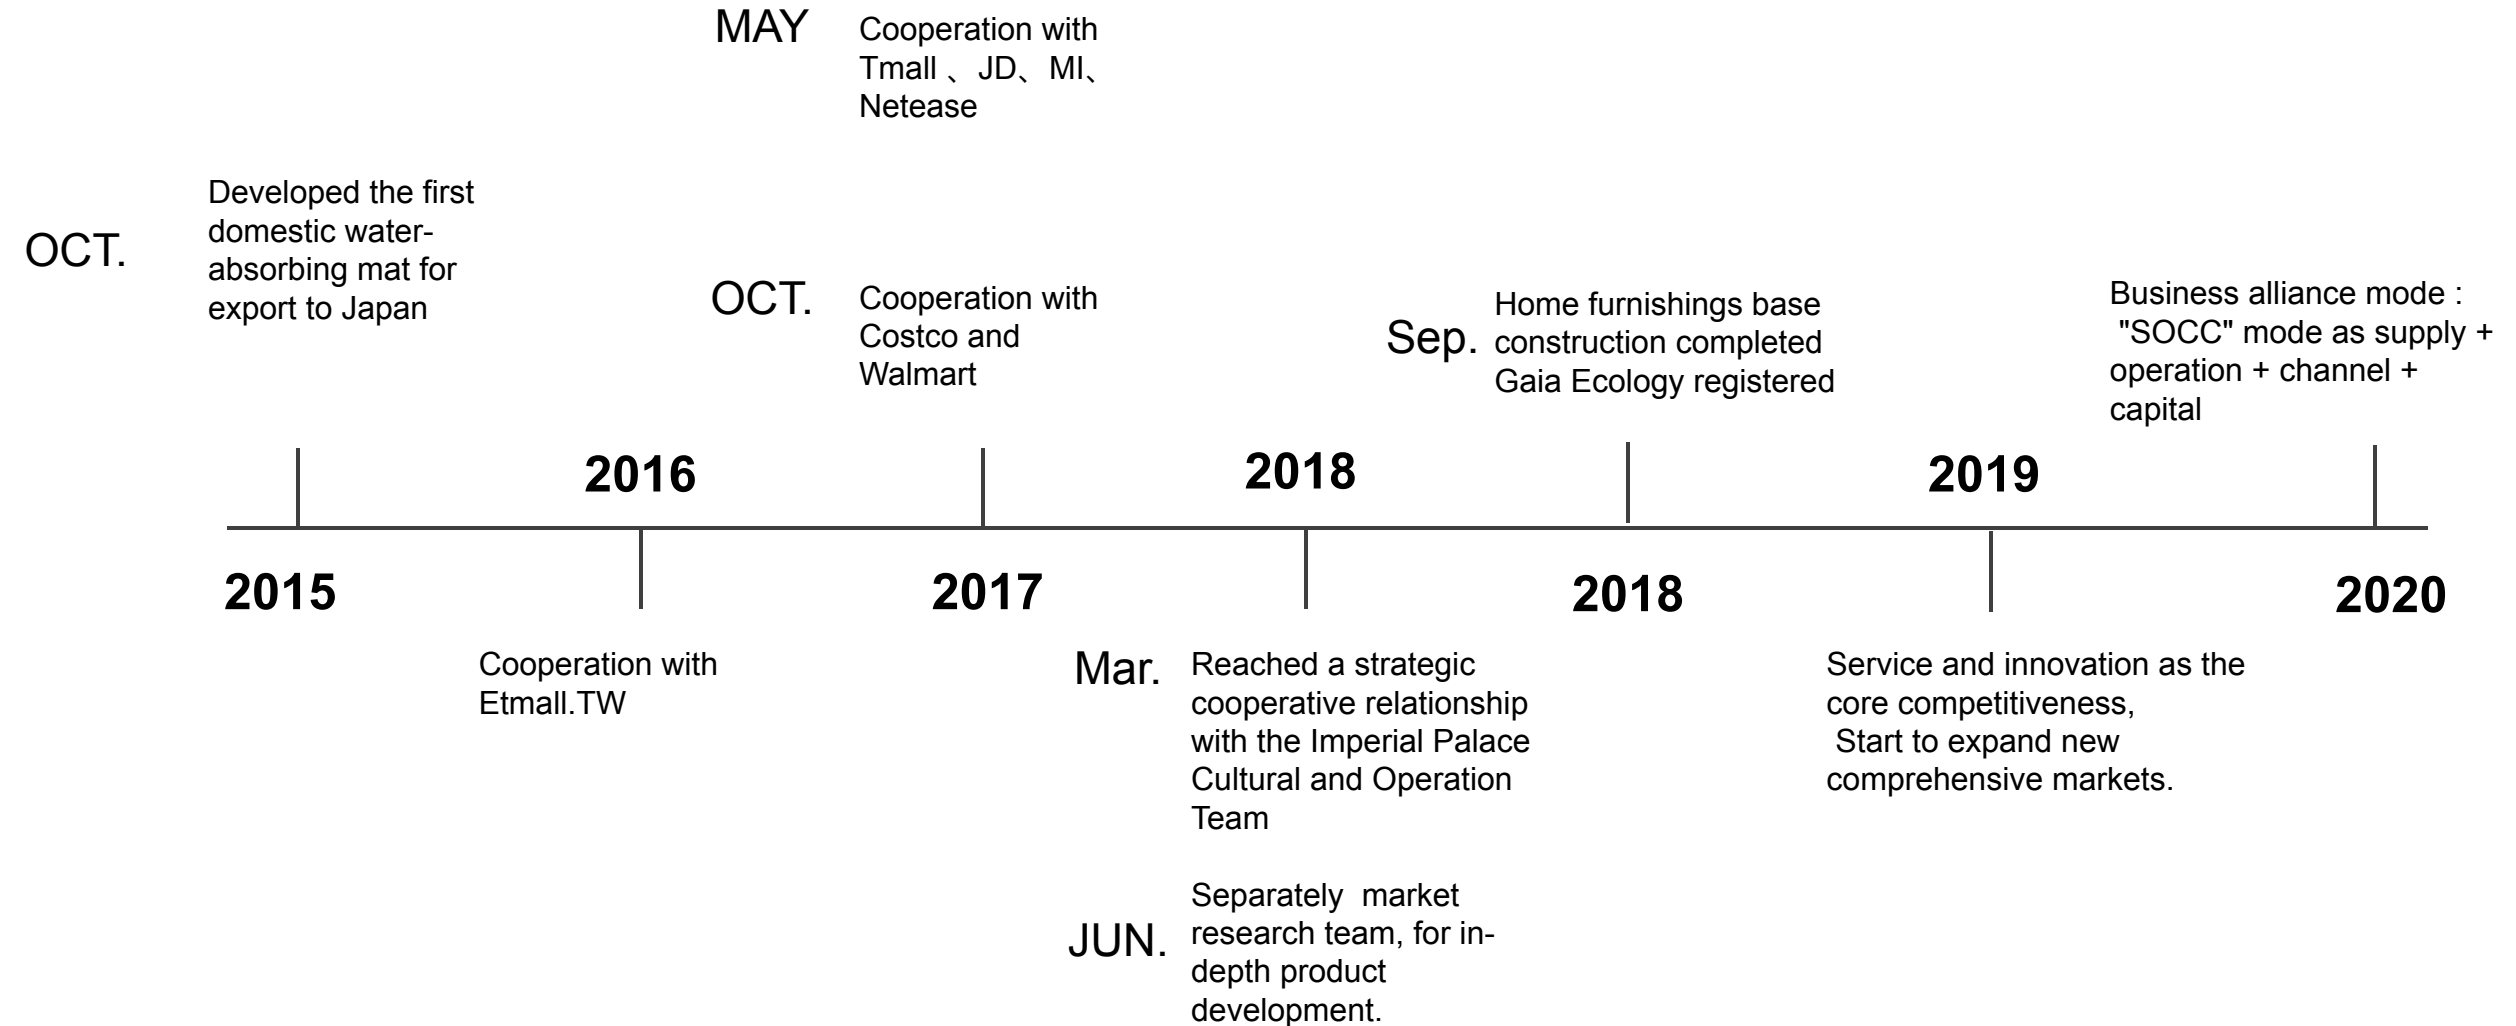 MAY
Cooperation with
Tmall 、JD、MI、
Netease
OCT.
Developed the first
domestic water-
absorbing mat for
export to Japan
OCT.
Cooperation with
Costco and
Walmart
Sep.
Home furnishings base
construction completed
Gaia Ecology registered
Business alliance mode :
"SOCC" mode as supply +
operation + channel +
capital
2016
2018
2019
2015
2017
2018
2020
Cooperation with
Etmall.TW
Mar.
Reached a strategic
cooperative relationship
with the Imperial Palace
Cultural and Operation
Team
Service and innovation as the
core competitiveness,
Start to expand new
comprehensive markets.
JUN.
Separately  market
research team, for in-
depth product
development.